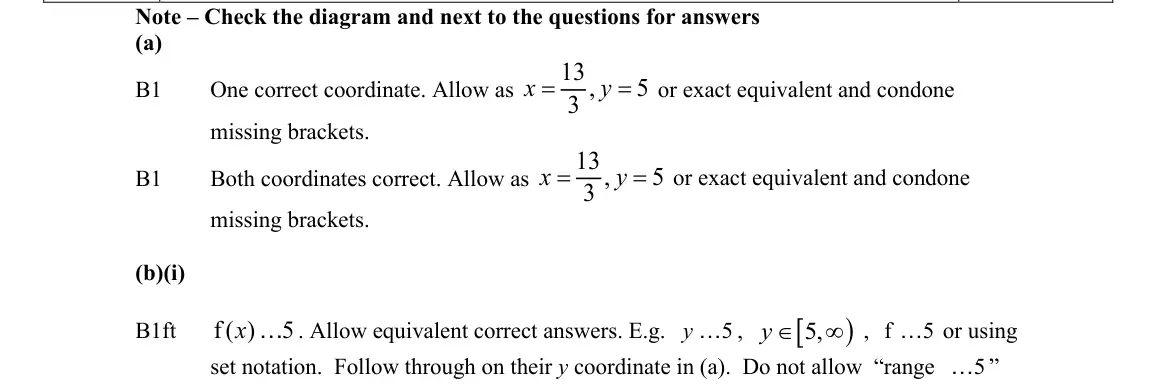 Note – Check the diagram and next to the questions for answers
(a)
B1 One correct coordinate. Allow as x = 13/3, y = 5 or exact equivalent and condone
missing brackets.
B1 Both coordinates correct. Allow as x = 13/3, y = 5 or exact equivalent and condone
missing brackets.
(b)(i)
B1ft f(x) …5. Allow equivalent correct answers. E.g. y …5, y ∈ [5,∞), f …5 or using
set notation. Follow through on their y coordinate in (a). Do not allow “range …5”